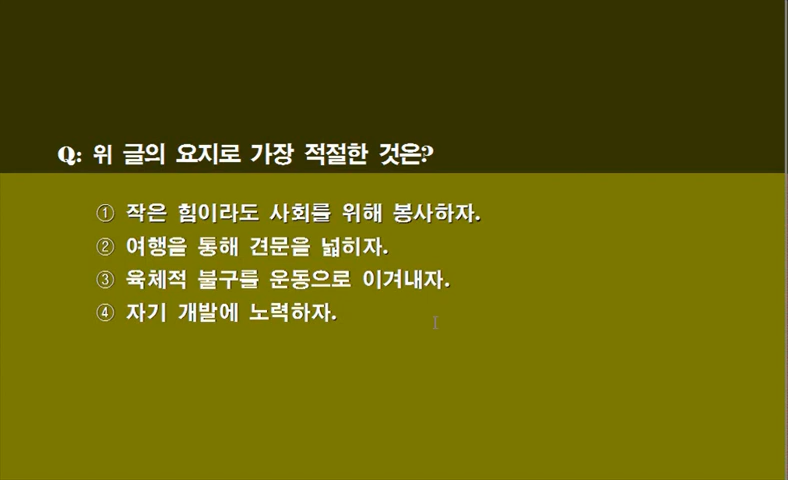 Q: 위 글의 요지로 가장 적절한 것은?
① 작은 힘이라도 사회를 위해 봉사하자.
② 여행을 통해 견문을 넓히자.
③ 육체적 불구를 운동으로 이겨내자.
④ 자기 개발에 노력하자.